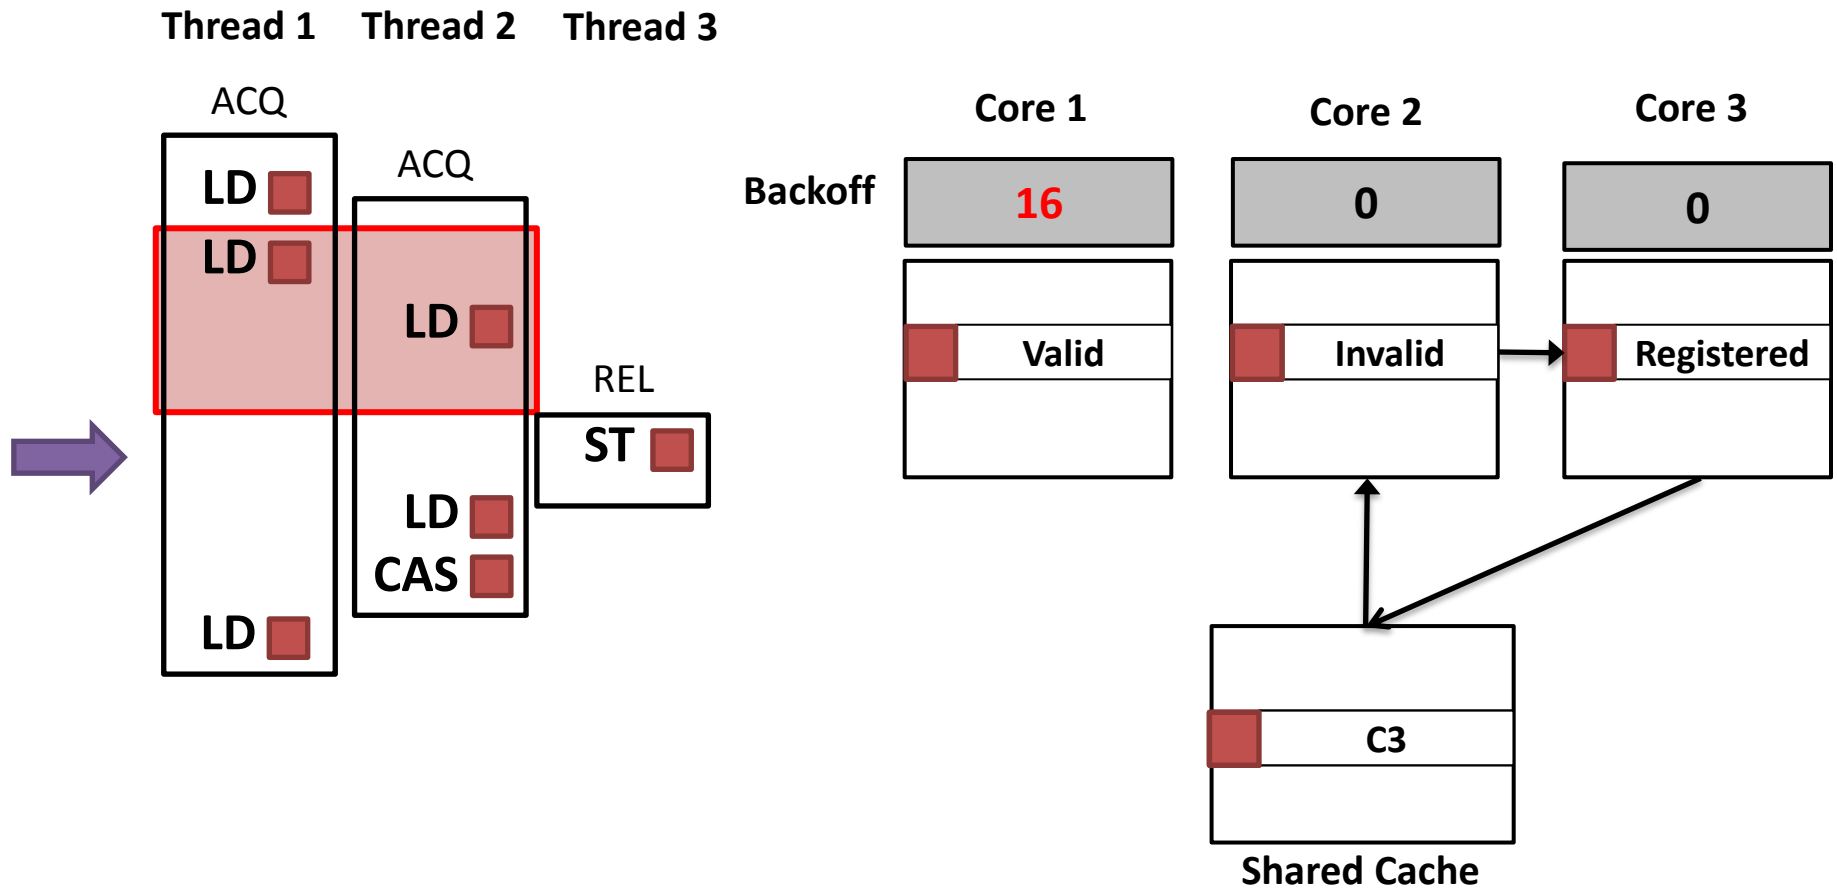 Thread 1 Thread 2 Thread 3
ACQ
LD
LD
LD
ACQ
LD
LD
CAS
REL
ST
Core 1 Core 2 Core 3
Backoff 16 0 0
Valid Invalid Registered
C3
Shared Cache